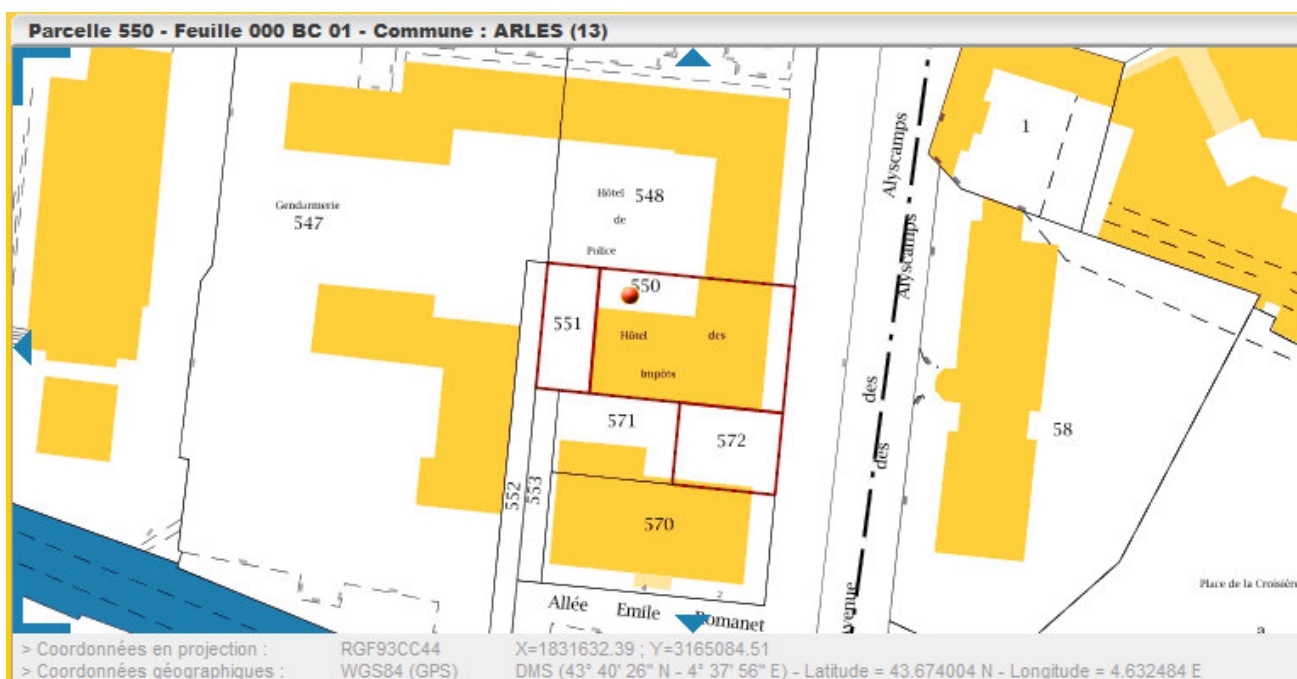 Parcelle 550 - Feuille 000 BC 01 - Commune : ARLES (13)
1
Alyscamps
Alyscamps
Gendarmerie
547
Hôtel 548
de
Police
550
551
Hôtel des
Impôts
des
des
571
572
58
552
553
570
4 2
Allée Emile Romanet
venue
Place de la Croisière
a
> Coordonnées en projection : RGF93CC44 X=1831632.39 ; Y=3165084.51
> Coordonnées géographiques : WGS84 (GPS) DMS (43° 40' 26" N - 4° 37' 56" E) - Latitude = 43.674004 N - Longitude = 4.632484 E